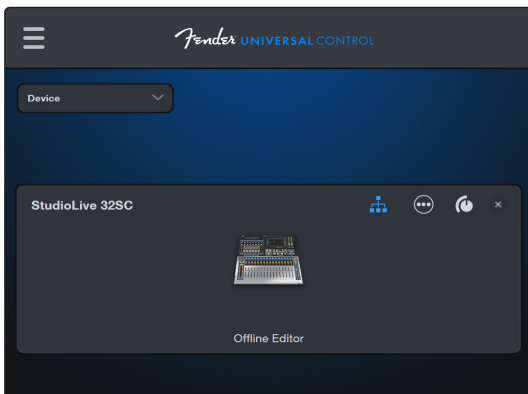 Fender UNIVERSAL CONTROL
Device
StudioLive 32SC
Offline Editor